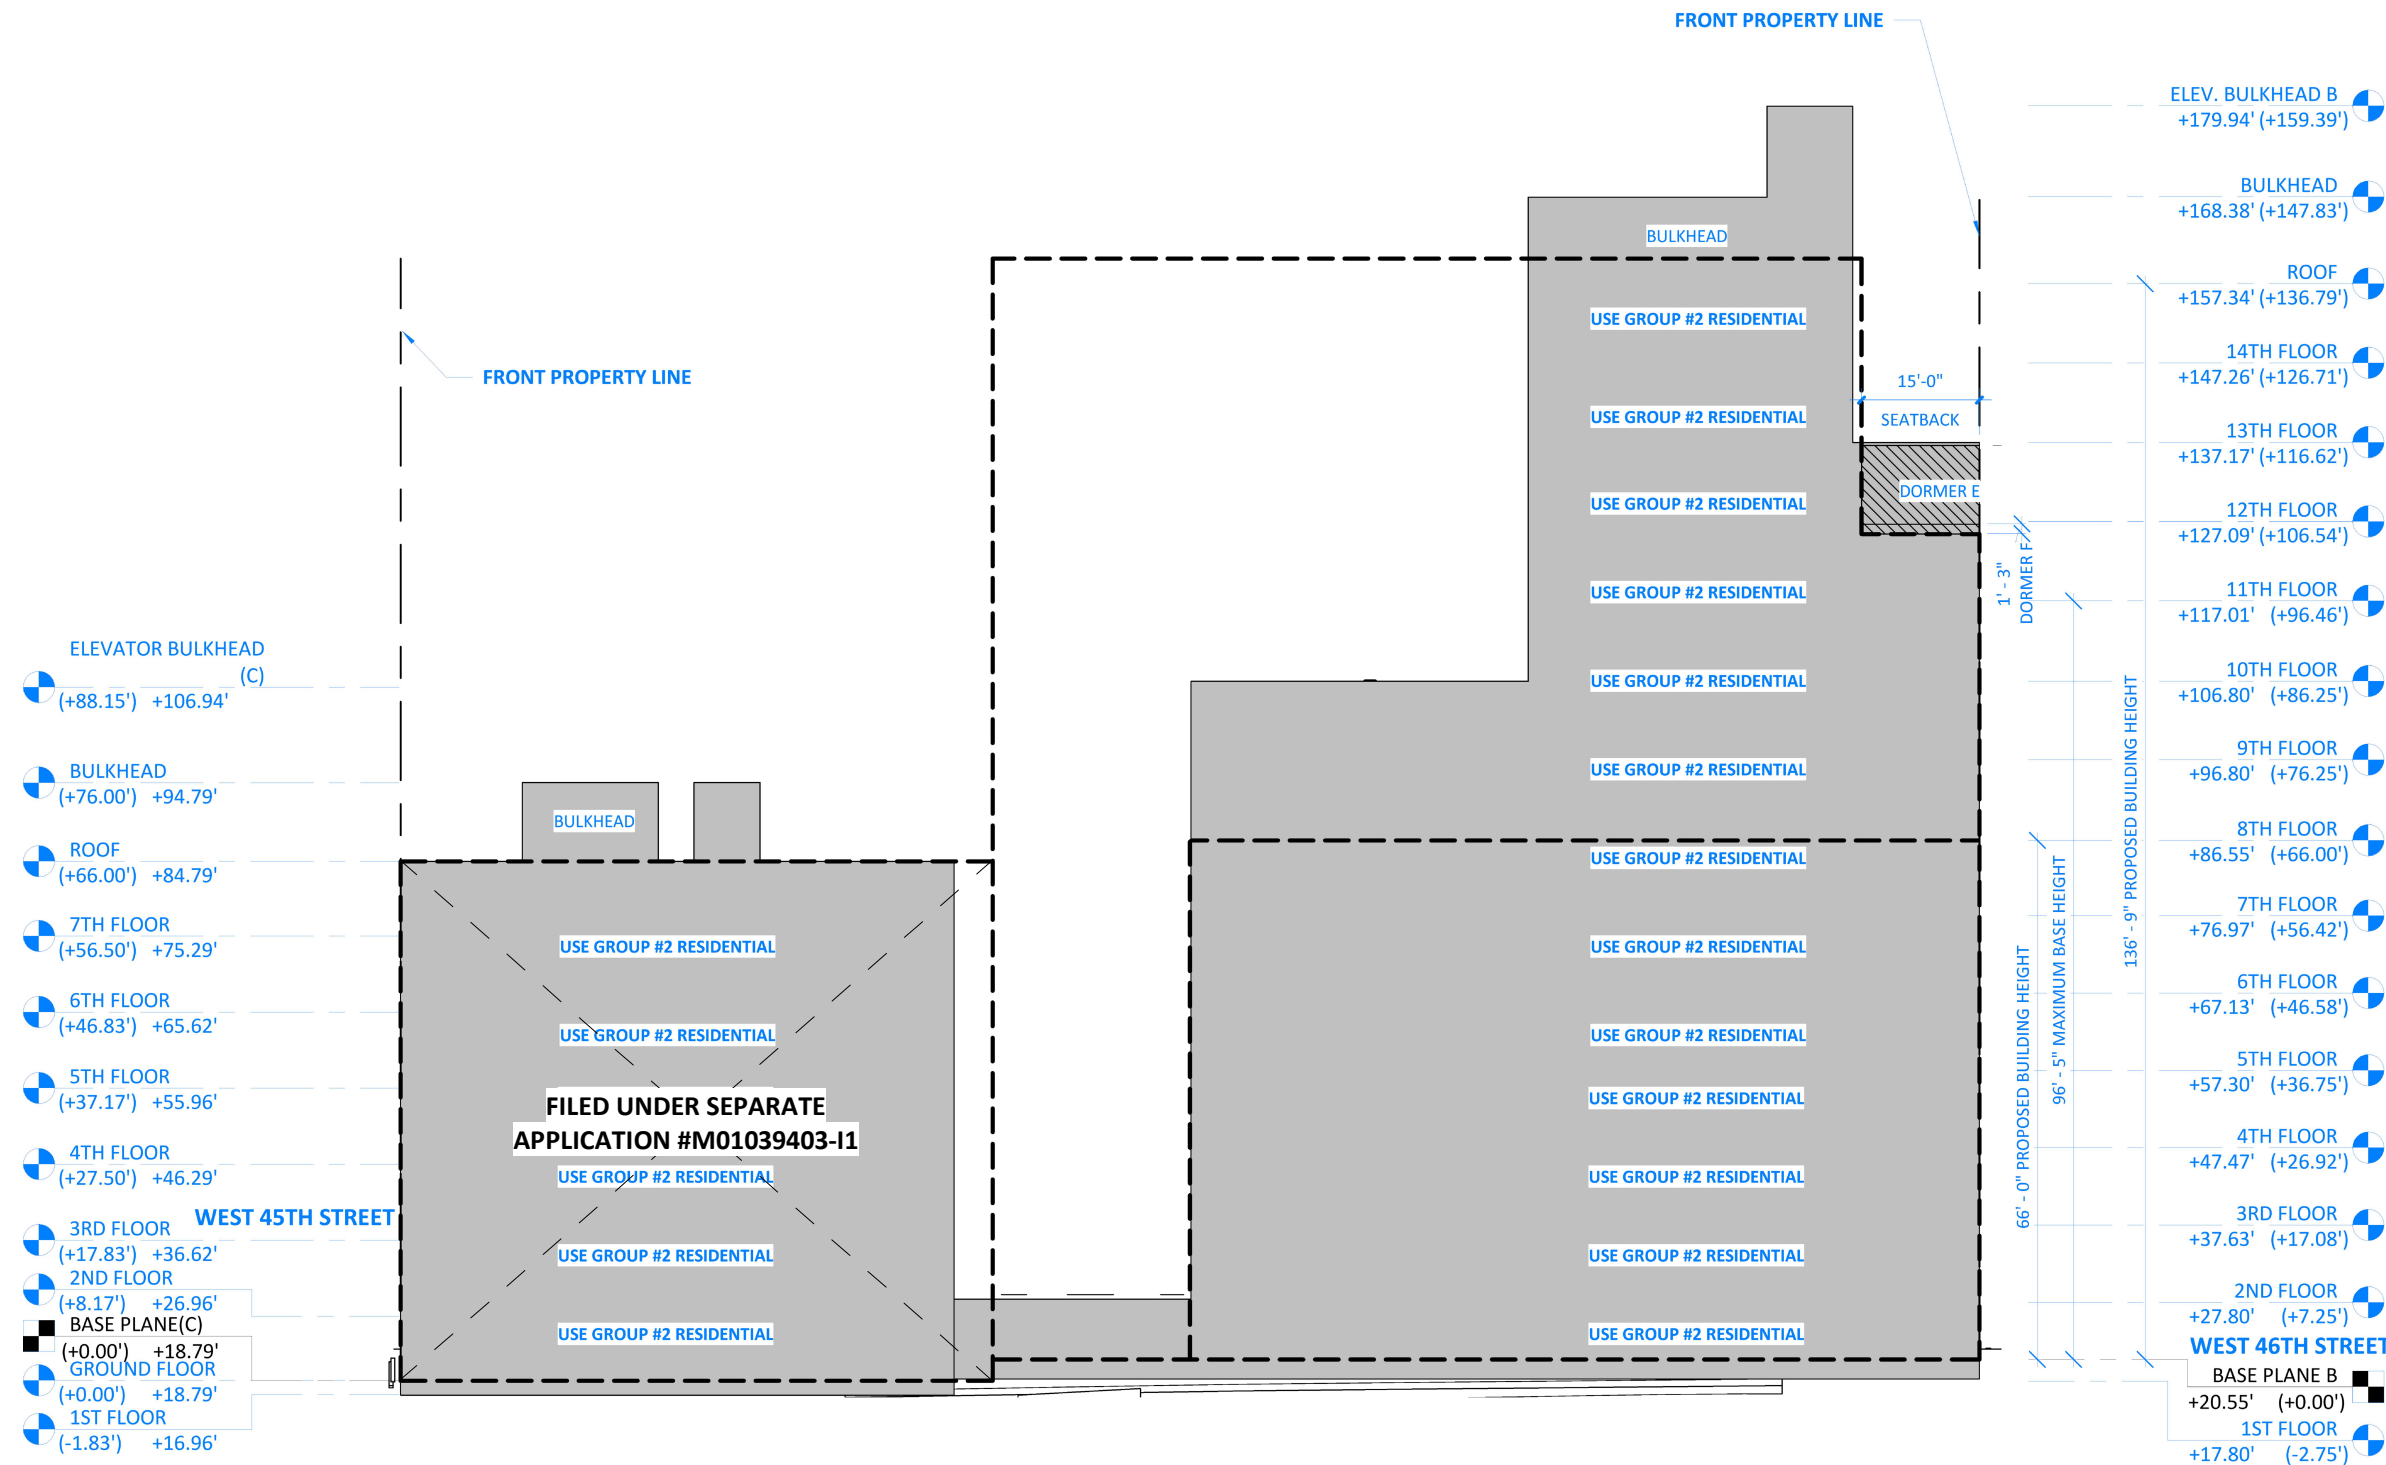 FRONT PROPERTY LINE
ELEV. BULKHEAD B
+179.94' (+159.39')
BULKHEAD
+168.38' (+147.83')
BULKHEAD
ROOF
+157.34' (+136.79')
USE GROUP #2 RESIDENTIAL
14TH FLOOR
+147.26' (+126.71')
FRONT PROPERTY LINE
15'-0"
SEATBACK
USE GROUP #2 RESIDENTIAL
13TH FLOOR
+137.17' (+116.62')
DORMER E
USE GROUP #2 RESIDENTIAL
12TH FLOOR
+127.09' (+106.54')
1' - 3"
DORMER F
USE GROUP #2 RESIDENTIAL
11TH FLOOR
+117.01' (+96.46')
ELEVATOR BULKHEAD
(C)
(+88.15') +106.94'
USE GROUP #2 RESIDENTIAL
10TH FLOOR
+106.80' (+86.25')
BULKHEAD
(+76.00') +94.79'
USE GROUP #2 RESIDENTIAL
9TH FLOOR
+96.80' (+76.25')
BULKHEAD
ROOF
(+66.00') +84.79'
USE GROUP #2 RESIDENTIAL
8TH FLOOR
+86.55' (+66.00')
136' - 9" PROPOSED BUILDING HEIGHT
96' - 5" MAXIMUM BASE HEIGHT
66' - 0" PROPOSED BUILDING HEIGHT
7TH FLOOR
(+56.50') +75.29'
USE GROUP #2 RESIDENTIAL
USE GROUP #2 RESIDENTIAL
7TH FLOOR
+76.97' (+56.42')
6TH FLOOR
(+46.83') +65.62'
USE GROUP #2 RESIDENTIAL
USE GROUP #2 RESIDENTIAL
6TH FLOOR
+67.13' (+46.58')
5TH FLOOR
(+37.17') +55.96'
FILED UNDER SEPARATE
APPLICATION #M01039403-I1
USE GROUP #2 RESIDENTIAL
5TH FLOOR
+57.30' (+36.75')
4TH FLOOR
(+27.50') +46.29'
USE GROUP #2 RESIDENTIAL
USE GROUP #2 RESIDENTIAL
4TH FLOOR
+47.47' (+26.92')
WEST 45TH STREET
3RD FLOOR
(+17.83') +36.62'
USE GROUP #2 RESIDENTIAL
USE GROUP #2 RESIDENTIAL
3RD FLOOR
+37.63' (+17.08')
2ND FLOOR
(+8.17') +26.96'
2ND FLOOR
+27.80' (+7.25')
BASE PLANE(C)
(+0.00') +18.79'
USE GROUP #2 RESIDENTIAL
USE GROUP #2 RESIDENTIAL
WEST 46TH STREET
GROUND FLOOR
(+0.00') +18.79'
BASE PLANE B
+20.55' (+0.00')
1ST FLOOR
(-1.83') +16.96'
1ST FLOOR
+17.80' (-2.75')